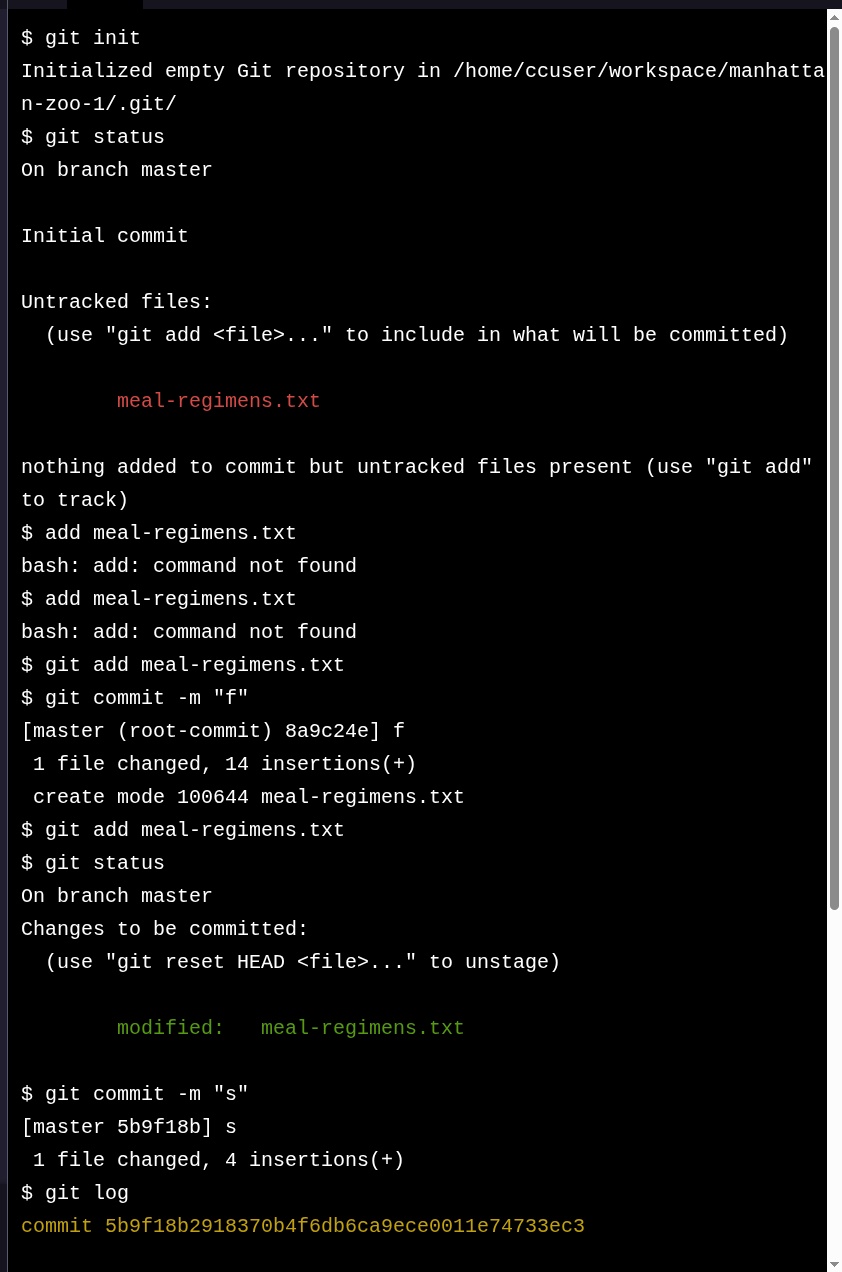 $ git init
Initialized empty Git repository in /home/ccuser/workspace/manhatta
n-zoo-1/.git/
$ git status
On branch master
Initial commit
Untracked files:
  (use "git add <file>..." to include in what will be committed)
        meal-regimens.txt
nothing added to commit but untracked files present (use "git add"
to track)
$ add meal-regimens.txt
bash: add: command not found
$ add meal-regimens.txt
bash: add: command not found
$ git add meal-regimens.txt
$ git commit -m "f"
[master (root-commit) 8a9c24e] f
 1 file changed, 14 insertions(+)
 create mode 100644 meal-regimens.txt
$ git add meal-regimens.txt
$ git status
On branch master
Changes to be committed:
  (use "git reset HEAD <file>..." to unstage)
        modified:   meal-regimens.txt
$ git commit -m "s"
[master 5b9f18b] s
 1 file changed, 4 insertions(+)
$ git log
commit 5b9f18b2918370b4f6db6ca9ece0011e74733ec3